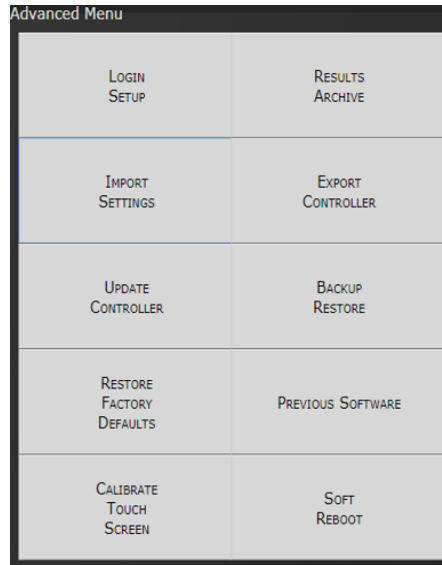 Advanced Menu
LOGIN
SETUP
RESULTS
ARCHIVE
IMPORT
SETTINGS
EXPORT
CONTROLLER
UPDATE
CONTROLLER
BACKUP
RESTORE
RESTORE
FACTORY
DEFAULTS
PREVIOUS SOFTWARE
CALIBRATE
TOUCH
SCREEN
SOFT
REBOOT